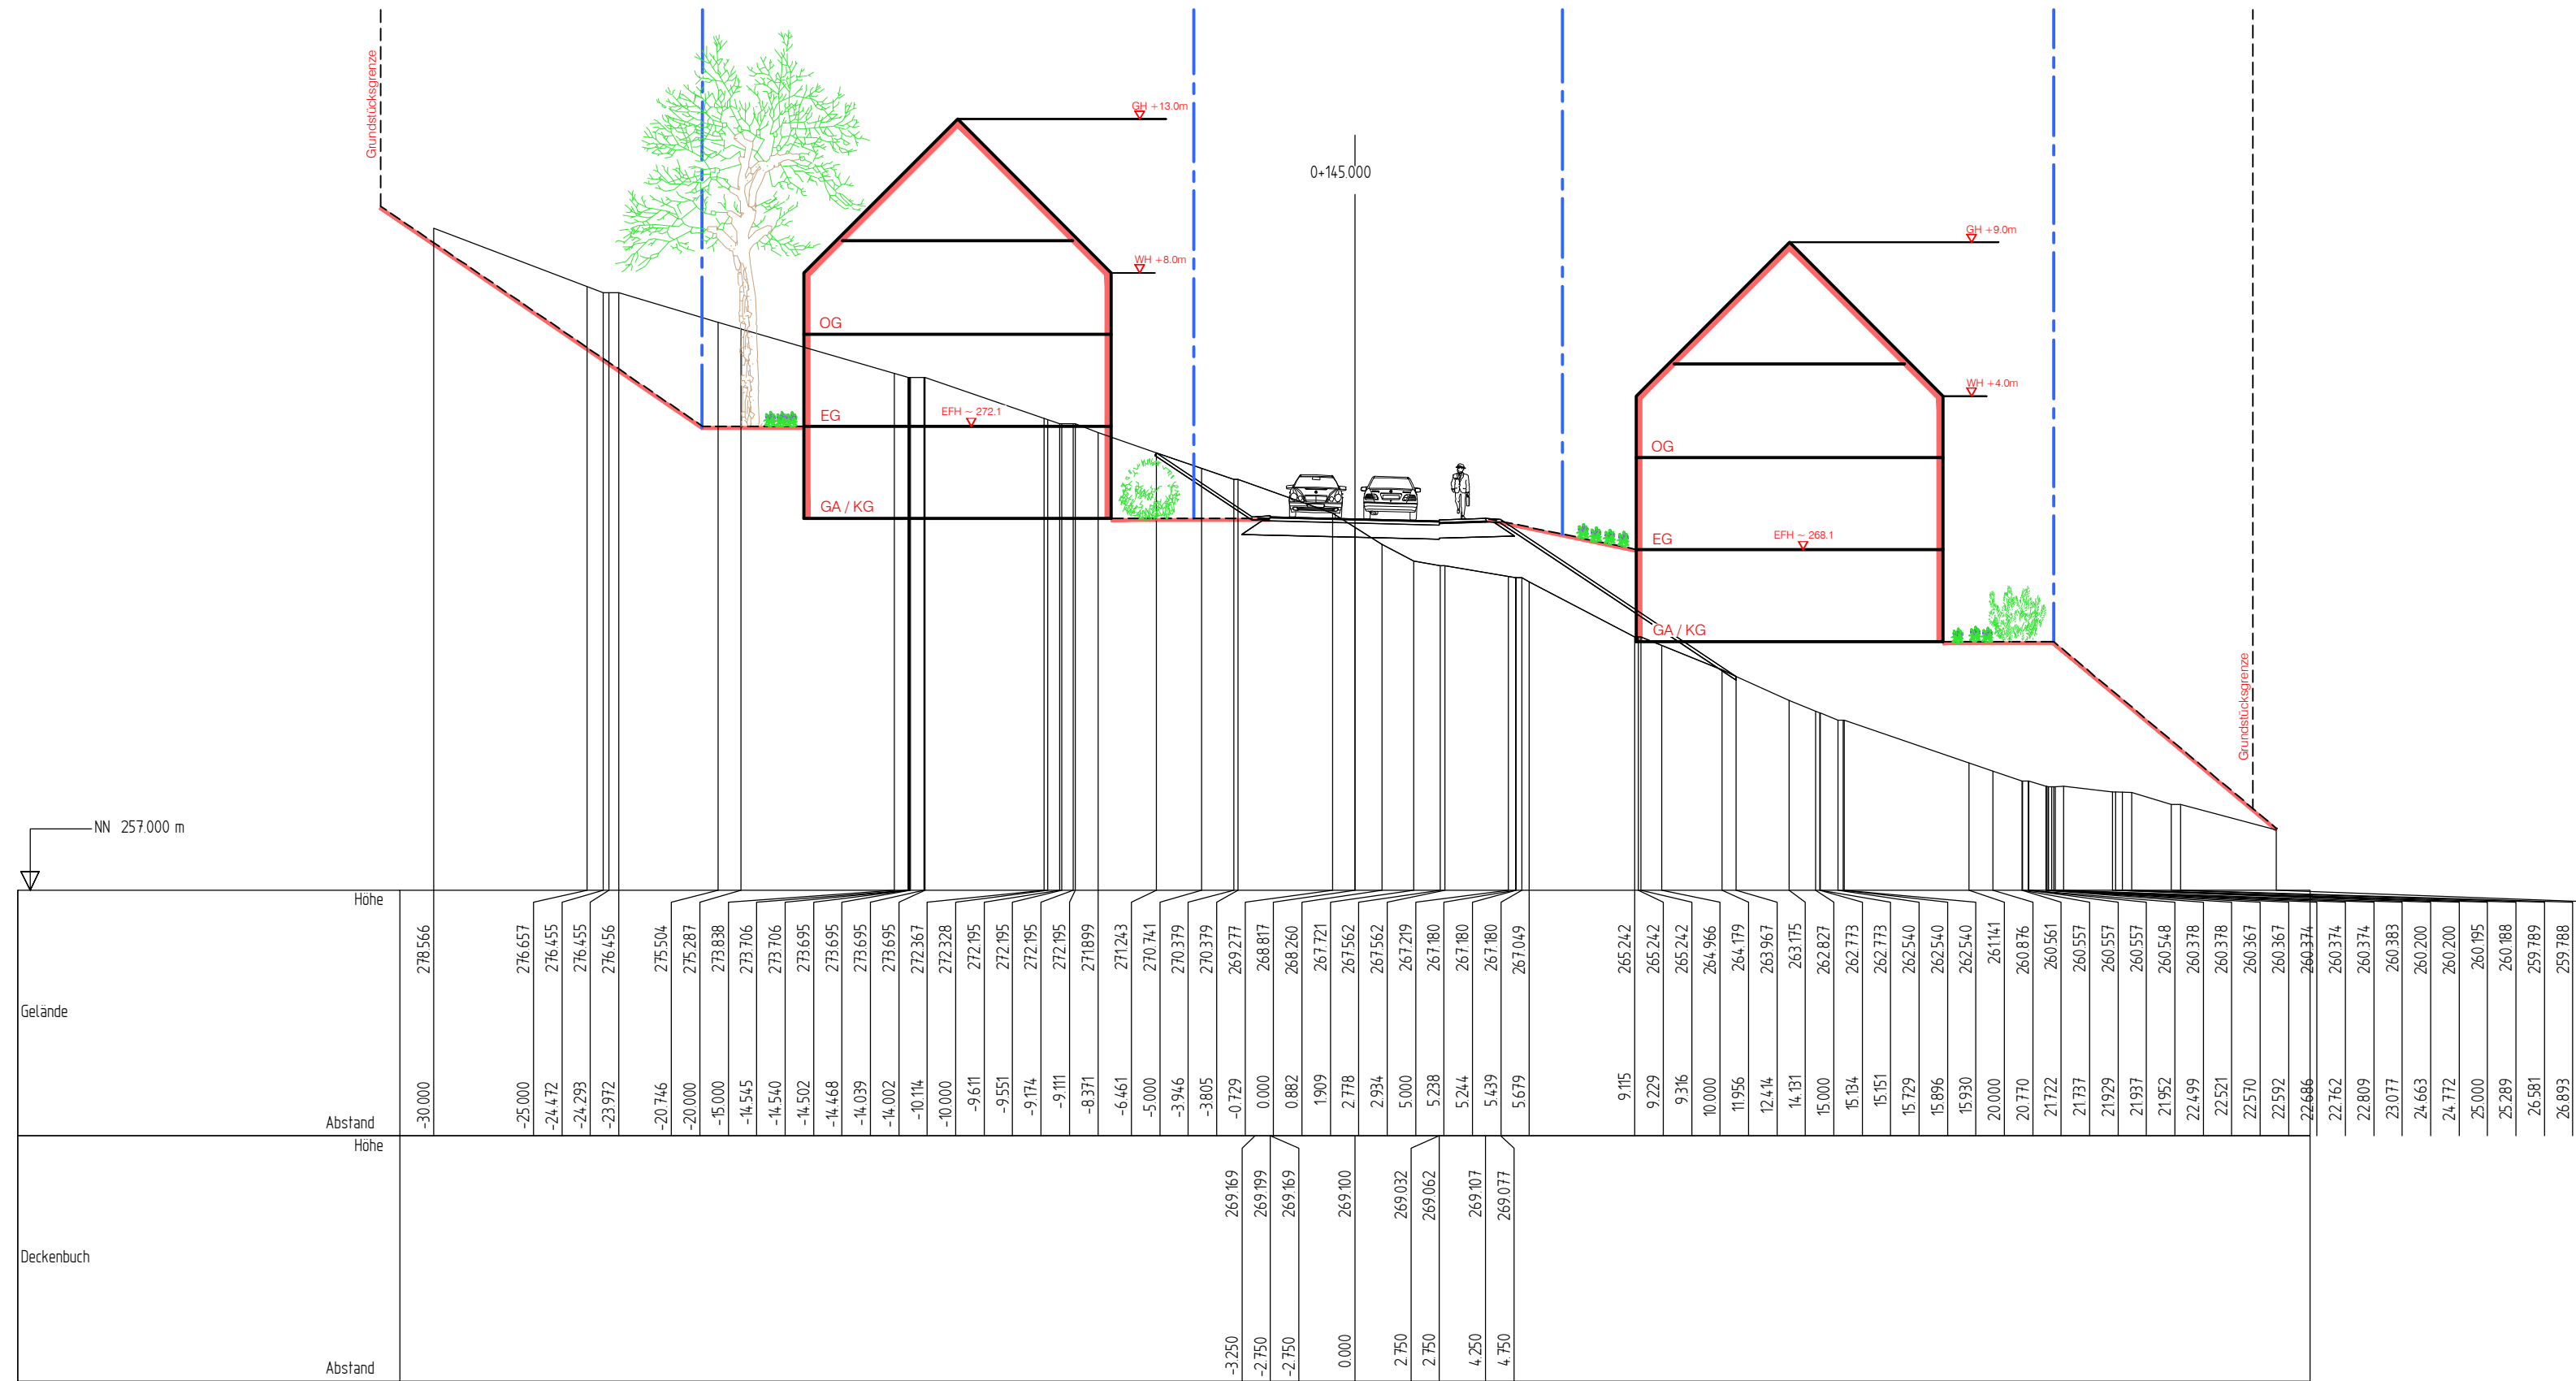 Grundstücksgrenze
GH +13.0m
0+145.000
GH +9.0m
WH +8.0m
OG
WH +4.0m
EG
EFH ~ 272.1
OG
GA / KG
EG
EFH ~ 268.1
GA / KG
Grundstücksgrenze
NN 257.000 m
Höhe
278.566 276.657 276.455 276.455 276.456 275.504 275.287 273.838 273.706 273.706 273.695 273.695 273.695 273.695 272.367 272.328 272.195 272.195 272.195 272.195 271.899 271.243 270.741 270.379 270.379 269.277 268.817 268.260 267.721 267.562 267.562 267.219 267.180 267.180 267.180 267.049 265.242 265.242 265.242 264.966 264.179 263.967 263.175 262.827 262.773 262.773 262.540 262.540 262.540 261.141 260.876 260.561 260.557 260.557 260.557 260.548 260.378 260.378 260.367 260.367 260.374 260.374 260.374 260.383 260.200 260.200 260.195 260.188 259.789 259.788
Gelände
-30.000 -25.000 -24.472 -24.293 -23.972 -20.746 -20.000 -15.000 -14.545 -14.540 -14.502 -14.468 -14.039 -14.002 -10.114 -10.000 -9.611 -9.551 -9.174 -9.111 -8.371 -6.461 -5.000 -3.946 -3.805 -0.729 0.000 0.882 1.909 2.778 2.934 5.000 5.238 5.244 5.439 5.679 9.115 9.229 9.316 10.000 11.956 12.414 14.131 15.000 15.134 15.151 15.729 15.896 15.930 20.000 20.770 21.722 21.737 21.929 21.937 21.952 22.499 22.521 22.570 22.592 22.686 22.762 22.809 23.077 24.663 24.772 25.000 25.289 26.581 26.893
Abstand
Höhe
269.169 269.199 269.169 269.100 269.032 269.062 269.107 269.077
Deckenbuch
-3.250 -2.750 -2.750 0.000 2.750 2.750 4.250 4.750
Abstand